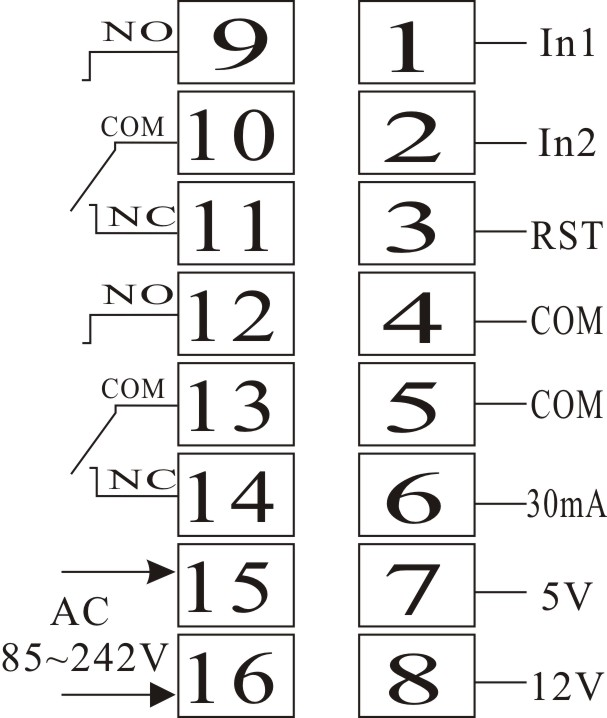 NO 9 1 In1
COM 10 2 In2
NC 11 3 RST
NO 12 4 COM
COM 13 5 COM
NC 14 6 30mA
15 7 5V
AC
85~242V
16 8 12V